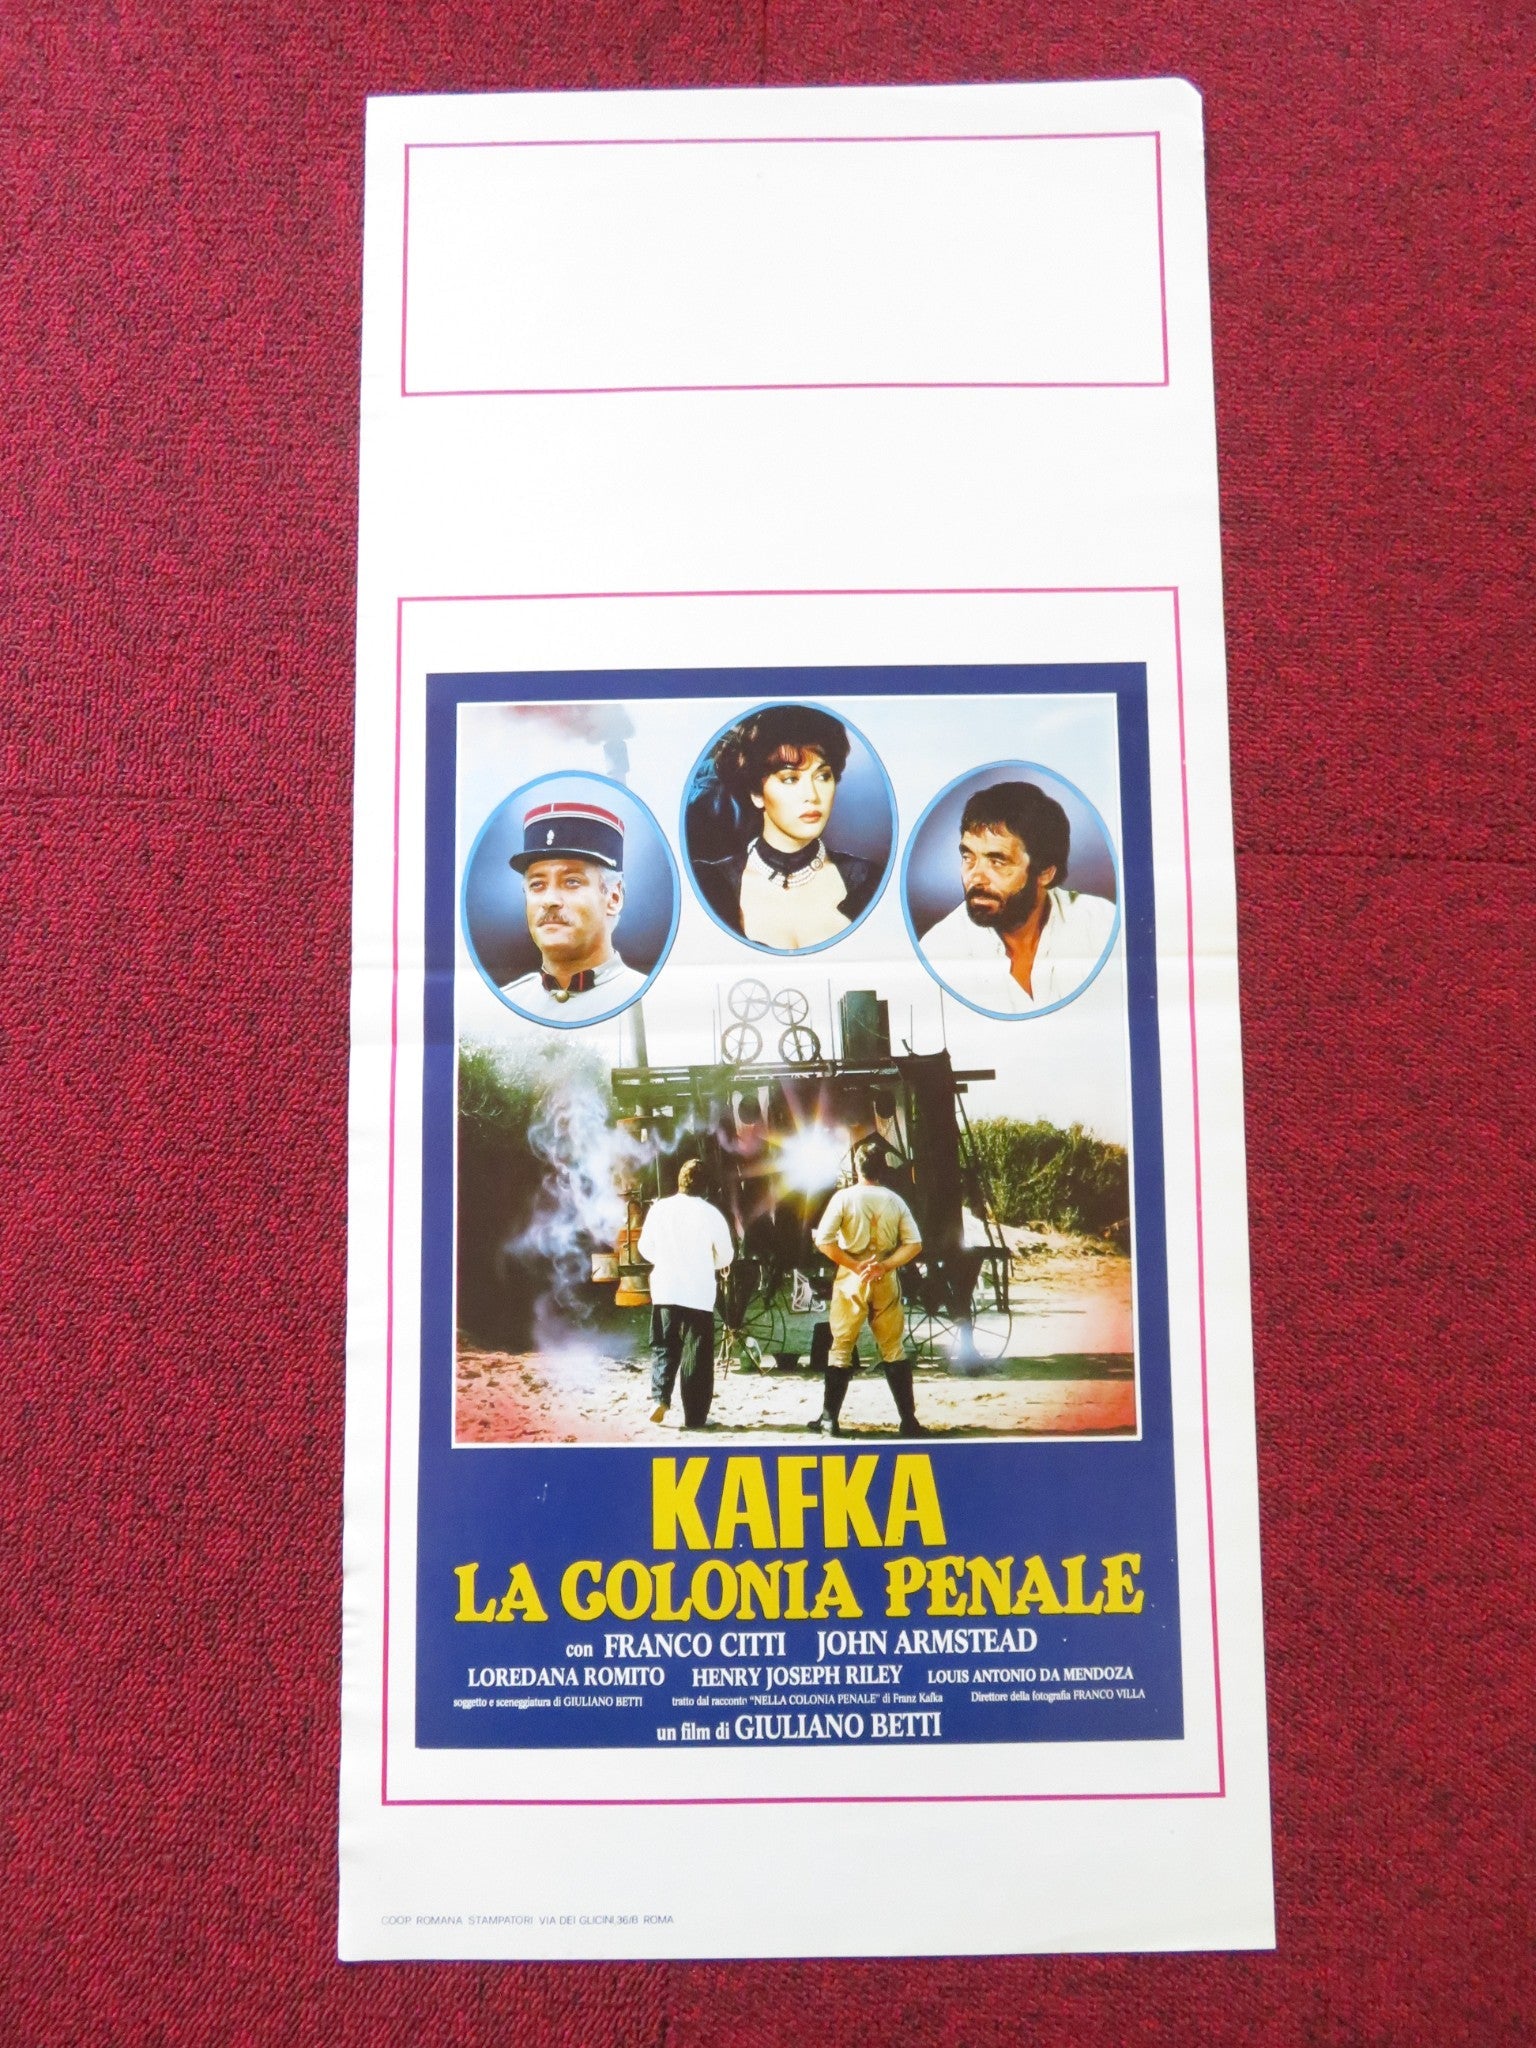 KAFKA
LA COLONIA PENALE
con FRANCO CITTI JOHN ARMSTEAD
LOREDANA ROMITO HENRY JOSEPH RILEY LOUIS ANTONIO DA MENDOZA
soggetto e sceneggiatura di GIULIANO BETTI tratto dal racconto "NELLA COLONIA PENALE" di Franz Kafka Direttore della fotografia FRANCO VILLA
un film di GIULIANO BETTI
COOP. ROMANA STAMPATORI VIA DEI GLICINI,36/B ROMA